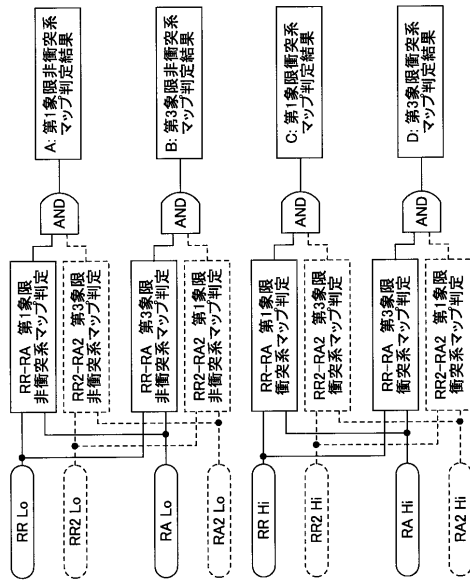 RR Lo
RR2 Lo
RA Lo
RA2 Lo
RR Hi
RR2 Hi
RA Hi
RA2 Hi
RR-RA 第1象限
非衝突系マップ判定
RR2-RA2 第3象限
非衝突系マップ判定
RR-RA 第3象限
非衝突系マップ判定
RR2-RA2 第1象限
非衝突系マップ判定
RR-RA 第1象限
衝突系マップ判定
RR2-RA2 第3象限
衝突系マップ判定
RR-RA 第3象限
衝突系マップ判定
RR2-RA2 第1象限
衝突系マップ判定
AND
AND
AND
AND
A: 第1象限非衝突系
マップ判定結果
B: 第3象限非衝突系
マップ判定結果
C: 第1象限衝突系
マップ判定結果
D: 第3象限衝突系
マップ判定結果